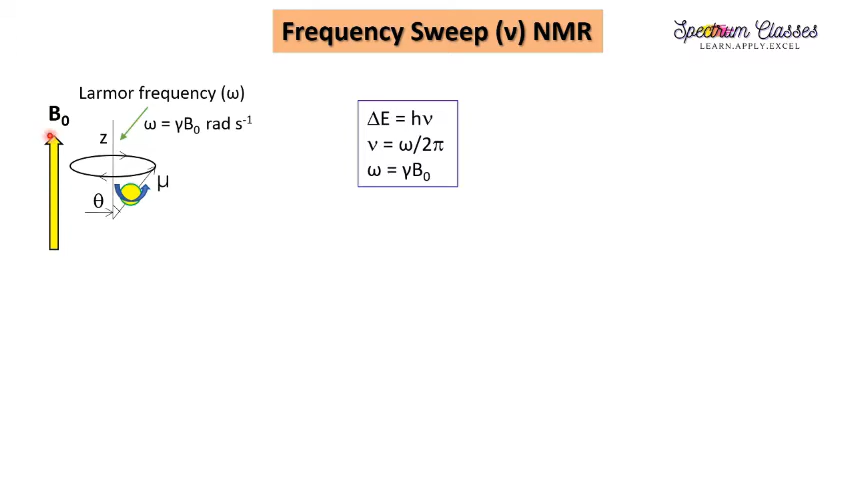 Frequency Sweep (ν) NMR
Spectrum Classes
LEARN.APPLY.EXCEL
Larmor frequency (ω)
B₀
ω = γB₀ rad s⁻¹
z
μ
θ
ΔE = hν
ν = ω/2π
ω = γB₀